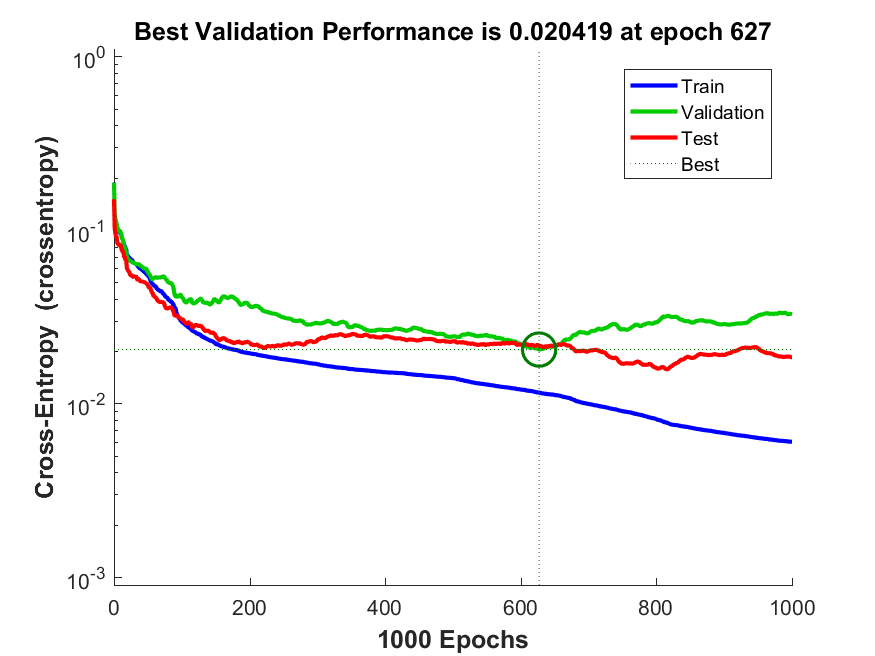 Best Validation Performance is 0.020419 at epoch 627
Cross-Entropy (crossentropy)
10^0
10^-1
10^-2
10^-3
Train
Validation
Test
Best
0 200 400 600 800 1000
1000 Epochs